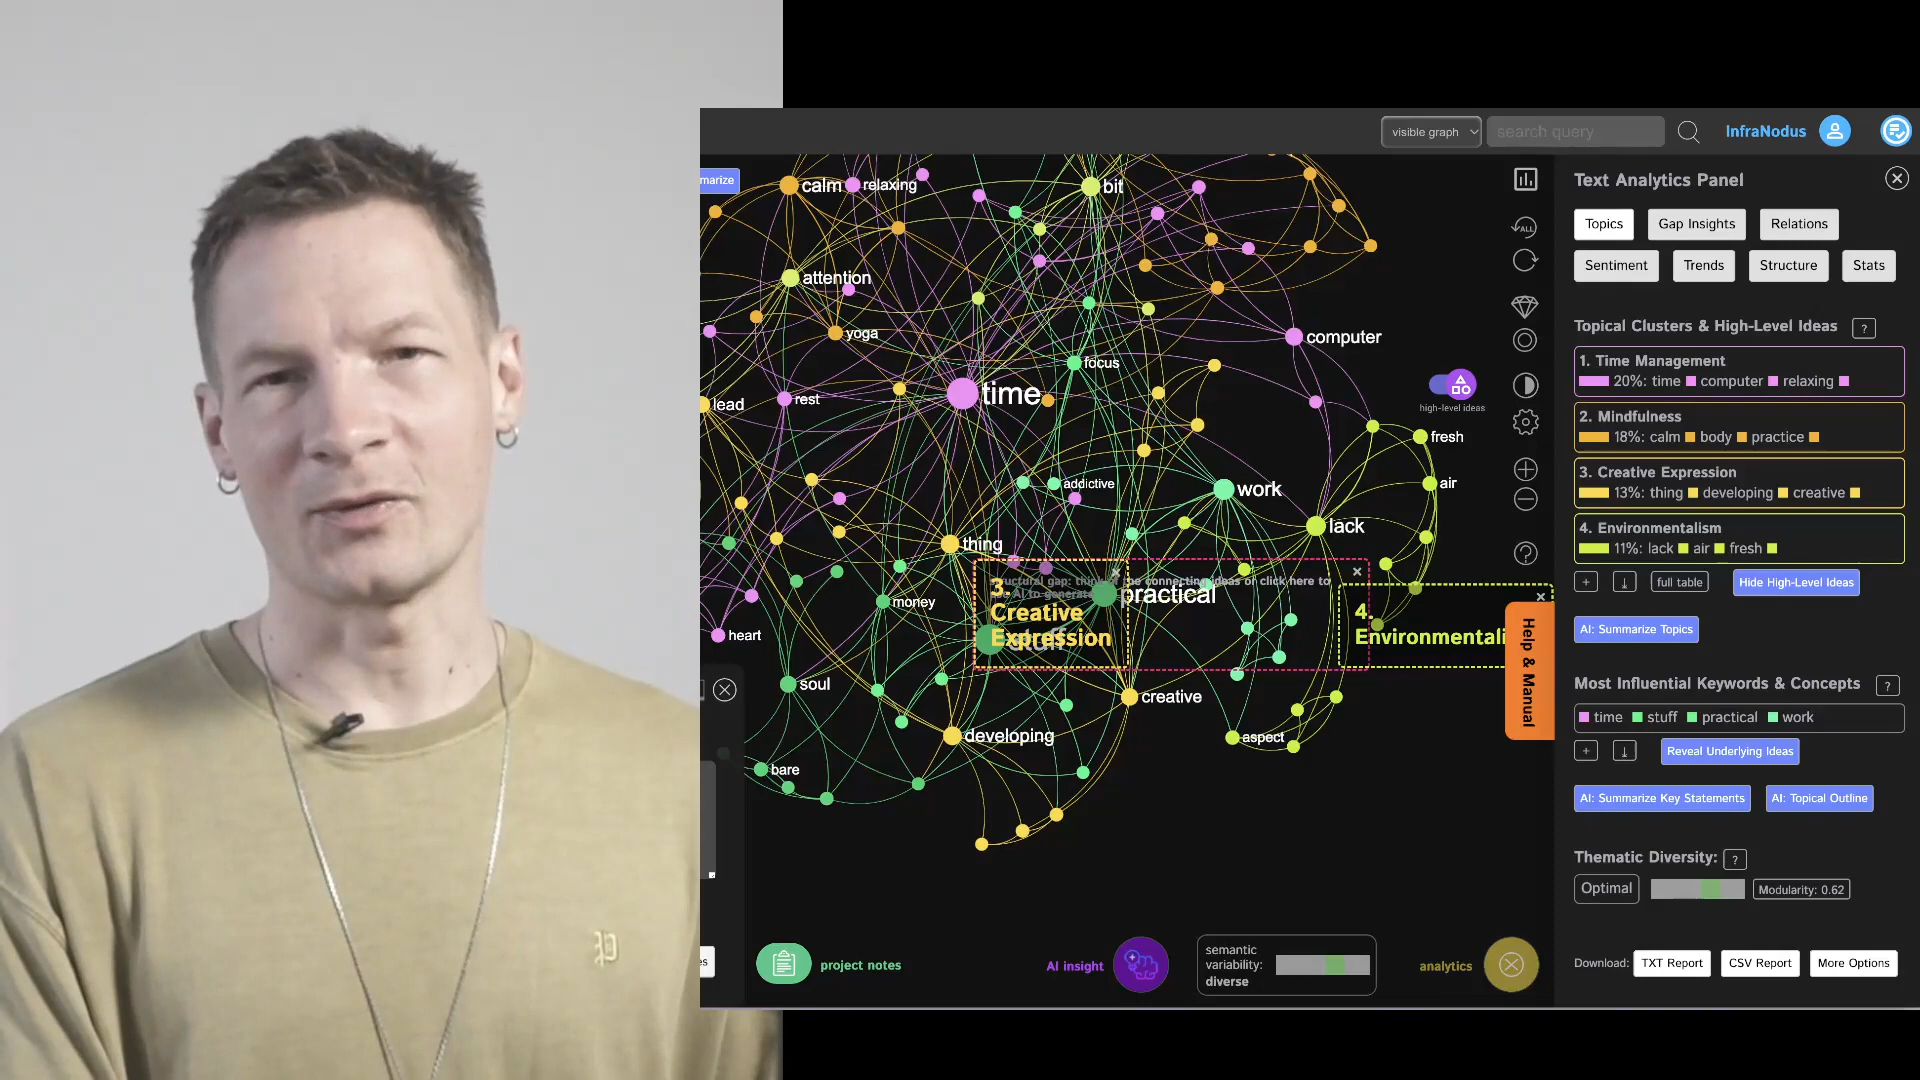 visible graph
search query
InfraNodus
marize
calm
relaxing
bit
attention
yoga
computer
focus
time
lead
rest
high-level ideas
fresh
addictive
work
air
lack
thing
practical
money
3.
Creative
Expression
stuff
4.
Environmentali
heart
soul
creative
developing
aspect
bare
ALL
Help & Manual
project notes
AI insight
semantic
variability:
diverse
analytics
Text Analytics Panel
Topics
Gap Insights
Relations
Sentiment
Trends
Structure
Stats
Topical Clusters & High-Level Ideas ?
1. Time Management
20%: time computer relaxing
2. Mindfulness
18%: calm body practice
3. Creative Expression
13%: thing developing creative
4. Environmentalism
11%: lack air fresh
+ ↓ full table Hide High-Level Ideas
AI: Summarize Topics
Most Influential Keywords & Concepts ?
time stuff practical work
+ ↓ Reveal Underlying Ideas
AI: Summarize Key Statements AI: Topical Outline
Thematic Diversity: ?
Optimal Modularity: 0.62
Download: TXT Report CSV Report More Options